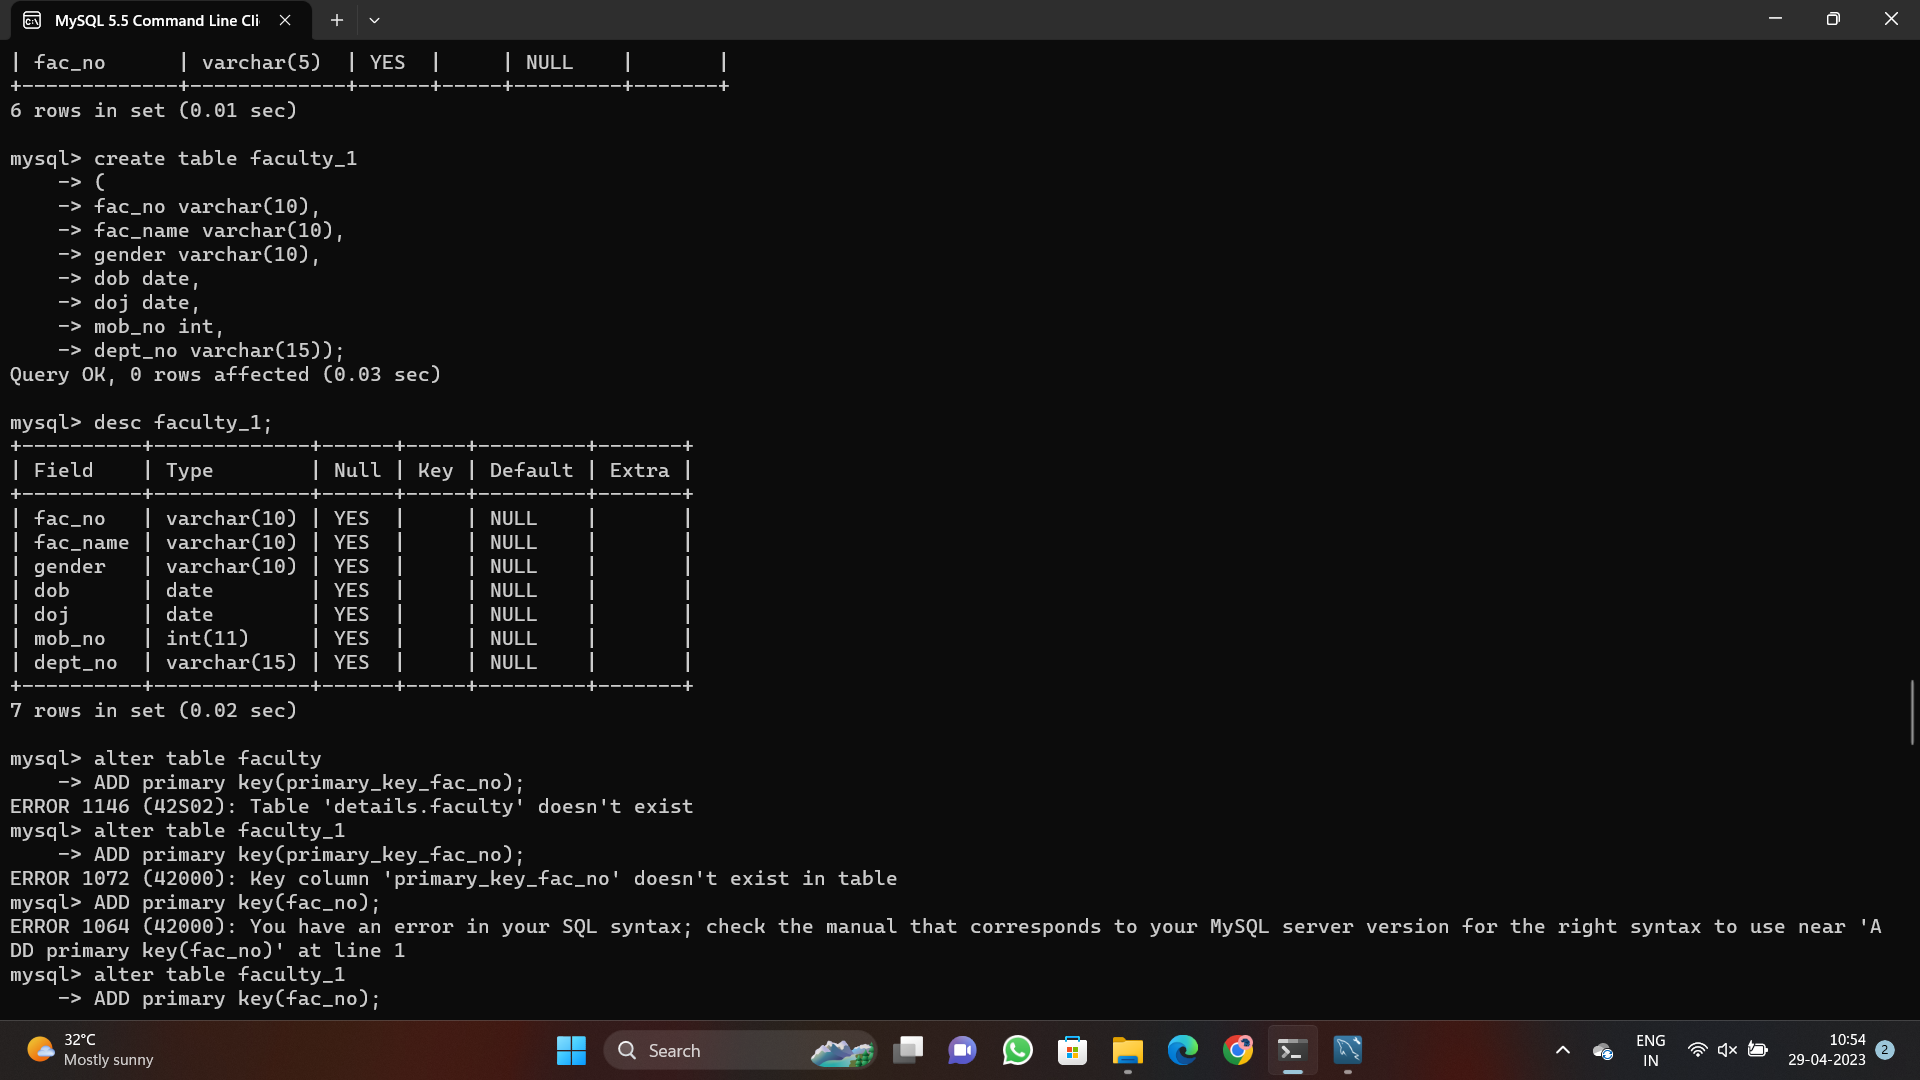 MySQL 5.5 Command Line Cli
| fac_no      | varchar(5)  | YES  |     | NULL    |       |
+-------------+-------------+------+-----+---------+-------+
6 rows in set (0.01 sec)
mysql> create table faculty_1
    -> (
    -> fac_no varchar(10),
    -> fac_name varchar(10),
    -> gender varchar(10),
    -> dob date,
    -> doj date,
    -> mob_no int,
    -> dept_no varchar(15));
Query OK, 0 rows affected (0.03 sec)
mysql> desc faculty_1;
+----------+-------------+------+-----+---------+-------+
| Field    | Type        | Null | Key | Default | Extra |
+----------+-------------+------+-----+---------+-------+
| fac_no   | varchar(10) | YES  |     | NULL    |       |
| fac_name | varchar(10) | YES  |     | NULL    |       |
| gender   | varchar(10) | YES  |     | NULL    |       |
| dob      | date        | YES  |     | NULL    |       |
| doj      | date        | YES  |     | NULL    |       |
| mob_no   | int(11)     | YES  |     | NULL    |       |
| dept_no  | varchar(15) | YES  |     | NULL    |       |
+----------+-------------+------+-----+---------+-------+
7 rows in set (0.02 sec)
mysql> alter table faculty
    -> ADD primary key(primary_key_fac_no);
ERROR 1146 (42S02): Table 'details.faculty' doesn't exist
mysql> alter table faculty_1
    -> ADD primary key(primary_key_fac_no);
ERROR 1072 (42000): Key column 'primary_key_fac_no' doesn't exist in table
mysql> ADD primary key(fac_no);
ERROR 1064 (42000): You have an error in your SQL syntax; check the manual that corresponds to your MySQL server version for the right syntax to use near 'A
DD primary key(fac_no)' at line 1
mysql> alter table faculty_1
    -> ADD primary key(fac_no);
32°C
Mostly sunny
Search
ENG
IN
10:54
29-04-2023
2